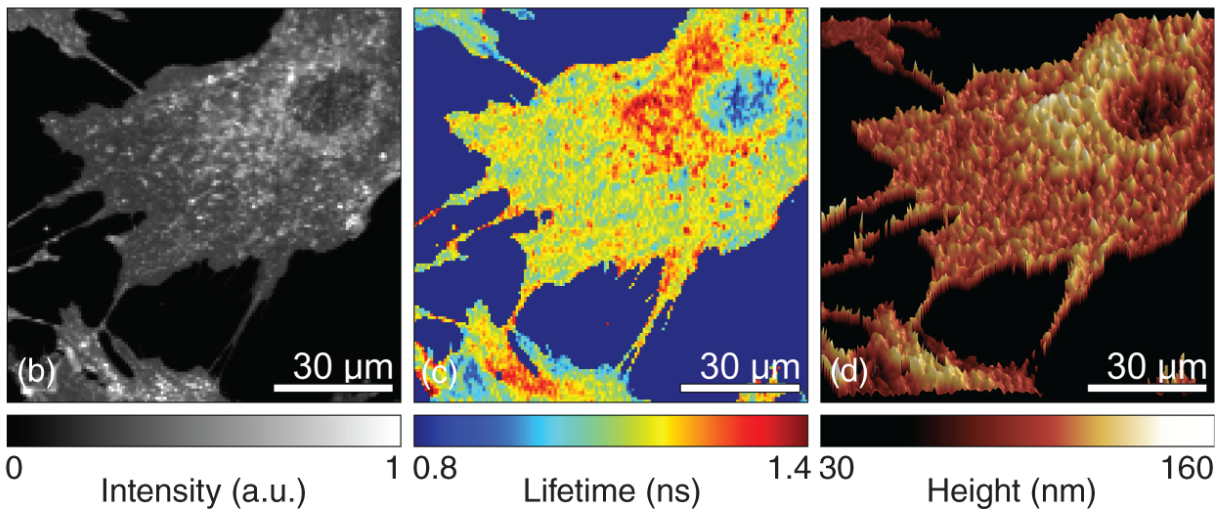 (b) 30 µm
(c) 30 µm
(d) 30 µm
0 1
Intensity (a.u.)
0.8 1.4
Lifetime (ns)
30 160
Height (nm)